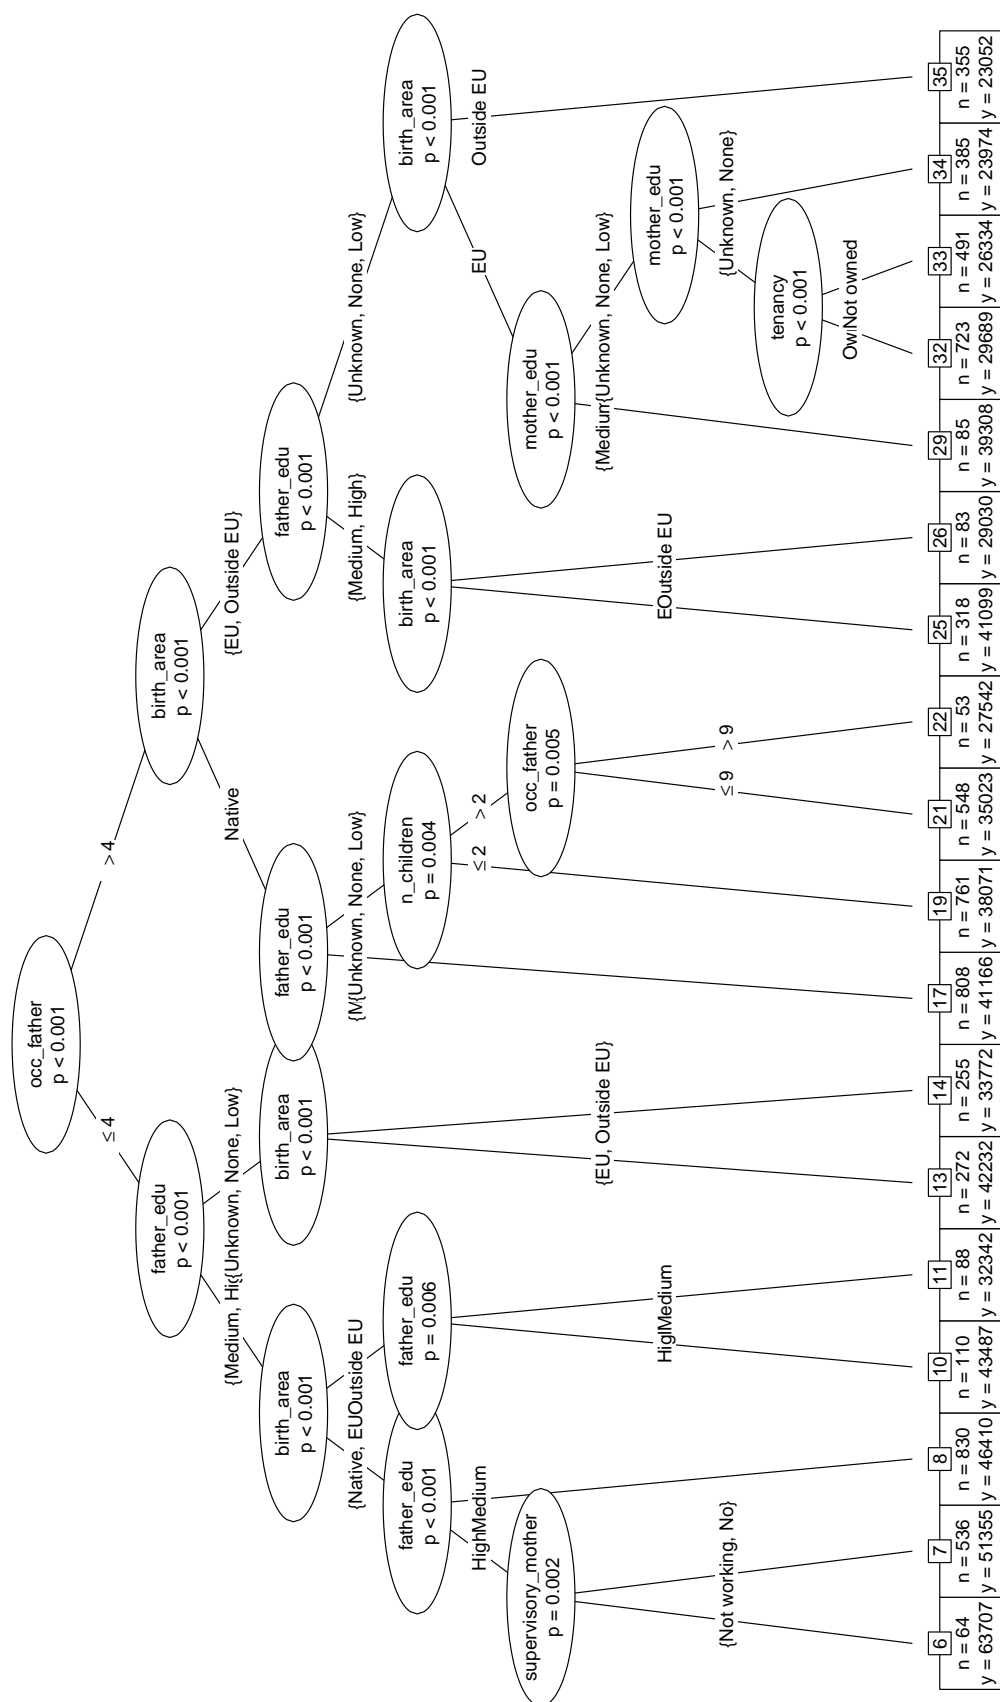 occ_father
p < 0.001
≤ 4
> 4
father_edu
p < 0.001
{Medium, Hi
{Unknown, None, Low}
birth_area
p < 0.001
{Native, EU
Outside EU
father_edu
p < 0.001
High
Medium
supervisory_mother
p = 0.002
{Not working, No}
father_edu
p = 0.006
Higl
Medium
birth_area
p < 0.001
{EU, Outside EU}
birth_area
p < 0.001
Native
{EU, Outside EU}
father_edu
p < 0.001
{M
{Unknown, None, Low}
n_children
p = 0.004
≤ 2
> 2
occ_father
p = 0.005
≤ 9
> 9
father_edu
p < 0.001
{Medium, High}
{Unknown, None, Low}
birth_area
p < 0.001
E
Outside EU
birth_area
p < 0.001
EU
Outside EU
mother_edu
p < 0.001
{Medium
{Unknown, None, Low}
mother_edu
p < 0.001
{Unknown, None}
tenancy
p < 0.001
Ow
Not owned
6
n = 64
y = 63707
7
n = 536
y = 51355
8
n = 830
y = 46410
10
n = 110
y = 43487
11
n = 88
y = 32342
13
n = 272
y = 42232
14
n = 255
y = 33772
17
n = 808
y = 41166
19
n = 761
y = 38071
21
n = 548
y = 35023
22
n = 53
y = 27542
25
n = 318
y = 41099
26
n = 83
y = 29030
29
n = 85
y = 39308
32
n = 723
y = 29689
33
n = 491
y = 26334
34
n = 385
y = 23974
35
n = 355
y = 23052